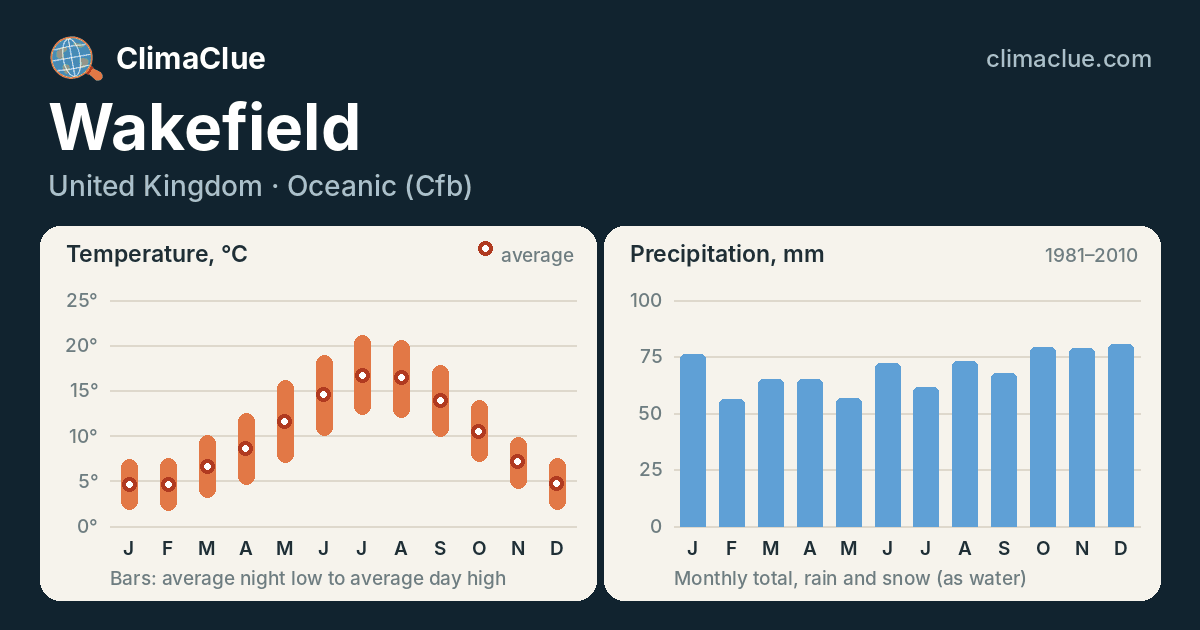 ClimaClue
climaclue.com
Wakefield
United Kingdom · Oceanic (Cfb)
Temperature, °C
average
25°
20°
15°
10°
5°
0°
J F M A M J J A S O N D
Bars: average night low to average day high
Precipitation, mm
1981–2010
100
75
50
25
0
J F M A M J J A S O N D
Monthly total, rain and snow (as water)